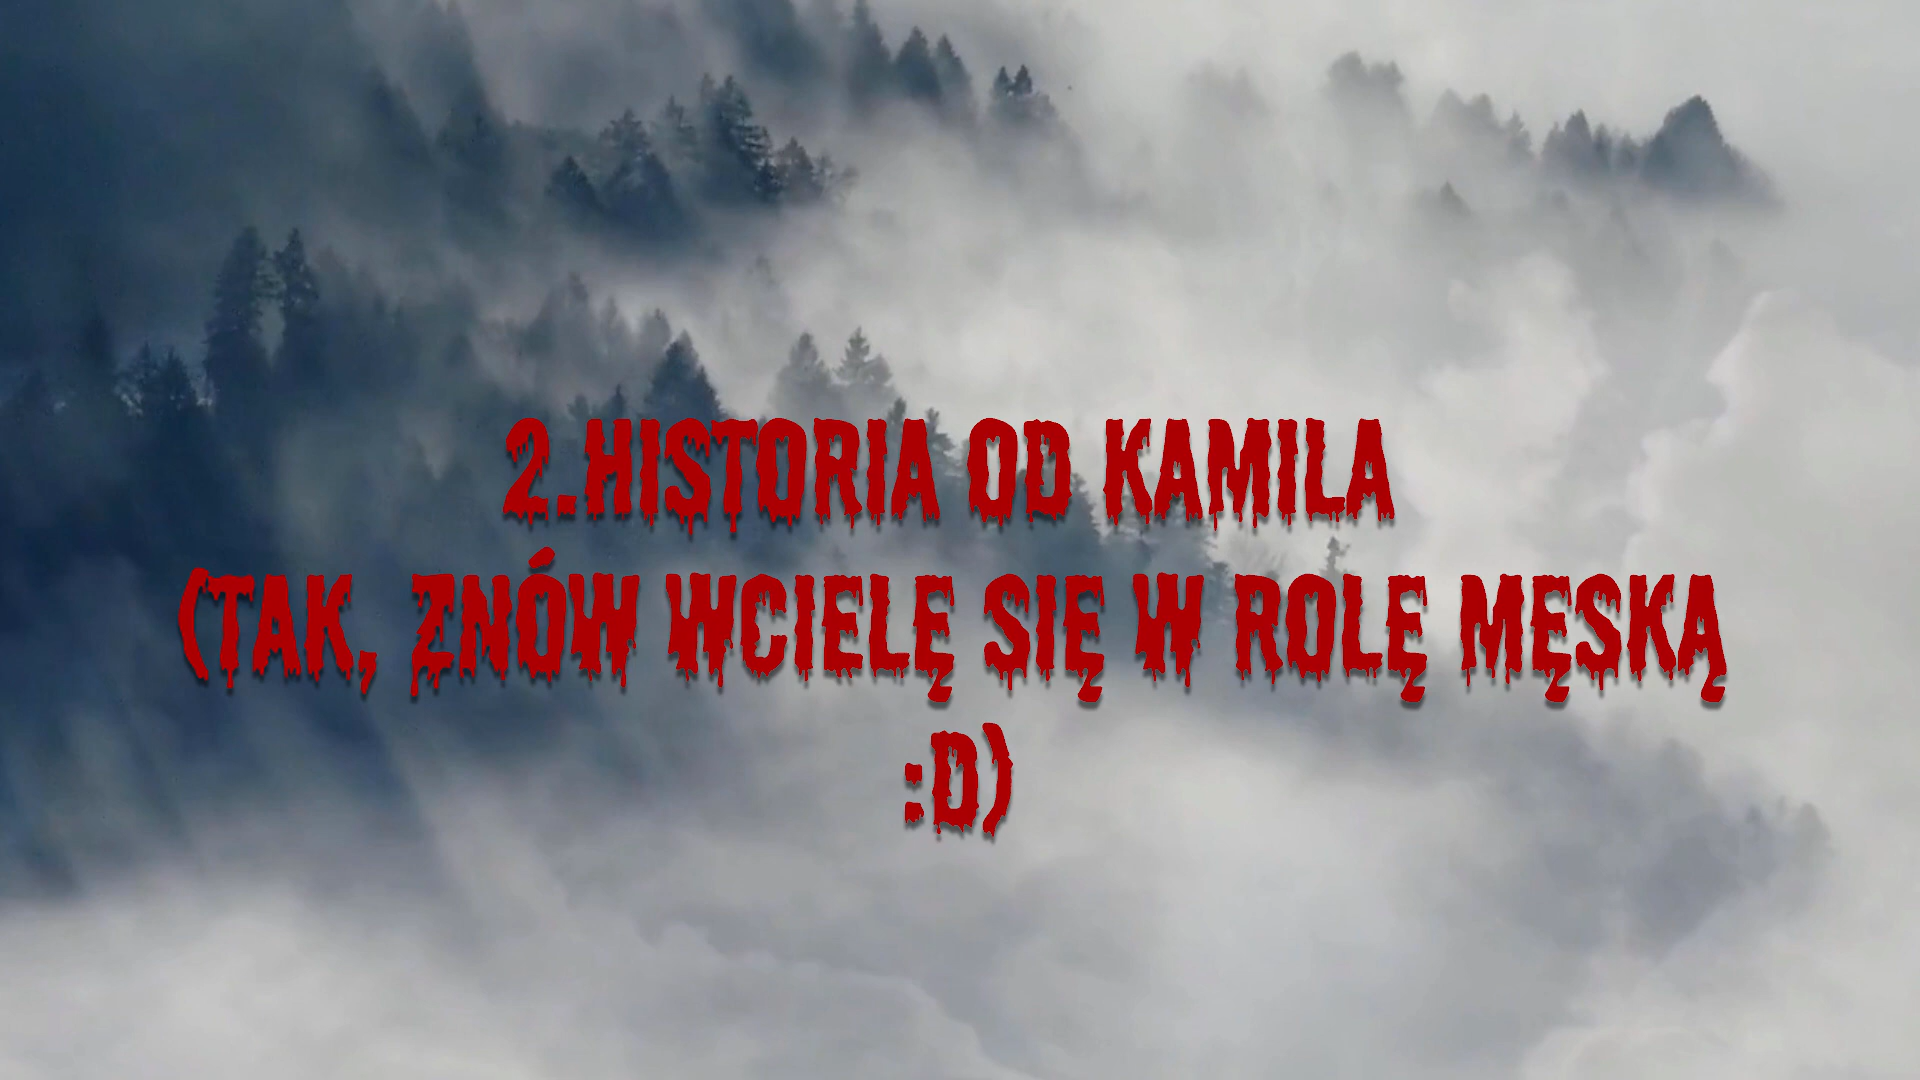 2.HISTORIA OD KAMILA
(TAK, ZNÓW WCIELĘ SIĘ W ROLĘ MĘSKĄ
:D)